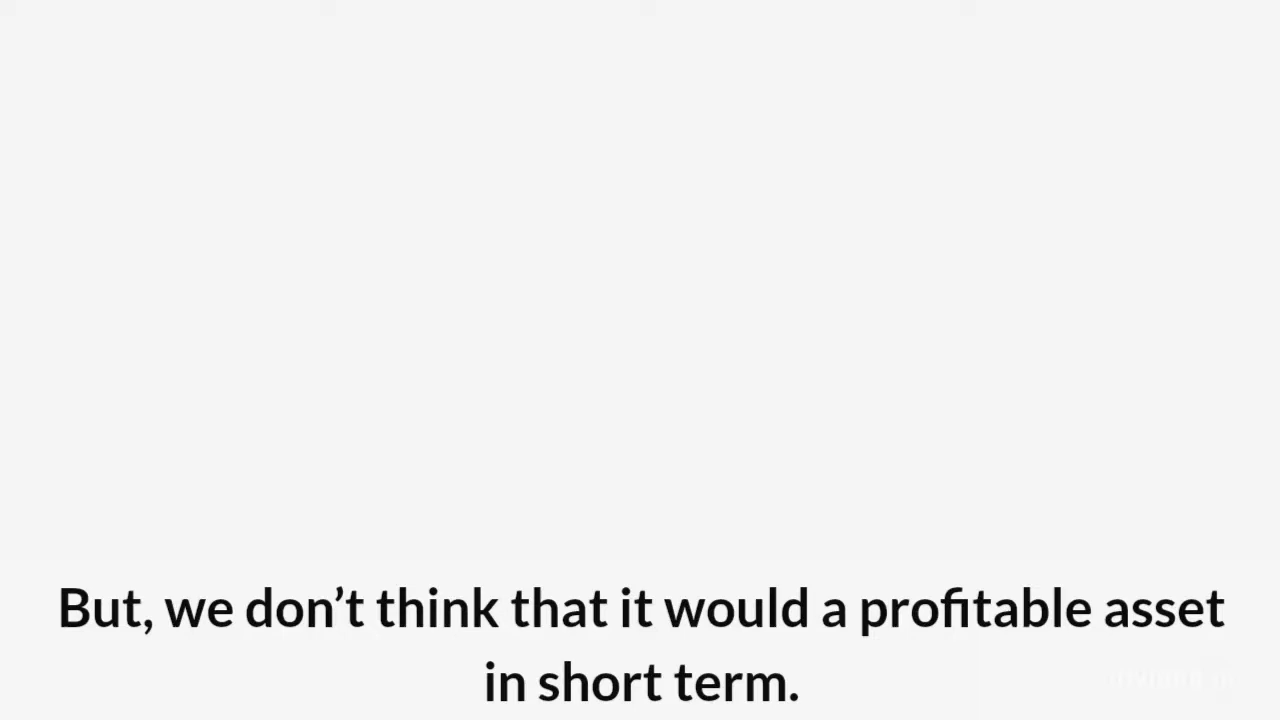 But, we don’t think that it would a profitable asset
in short term.